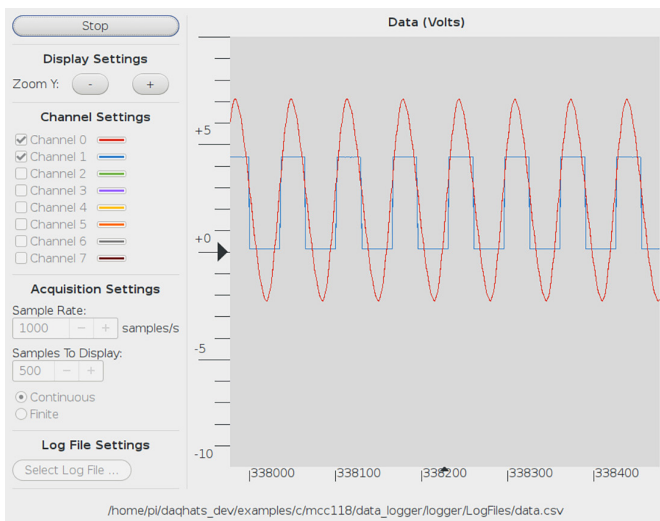 Stop
Display Settings
Zoom Y: - +
Channel Settings
Channel 0
Channel 1
Channel 2
Channel 3
Channel 4
Channel 5
Channel 6
Channel 7
Acquisition Settings
Sample Rate:
1000 - + samples/s
Samples To Display:
500 - +
Continuous
Finite
Log File Settings
Select Log File ...
Data (Volts)
+5
+0
-5
-10
|338000 |338100 |338200 |338300 |338400
/home/pi/daqhats_dev/examples/c/mcc118/data_logger/logger/LogFiles/data.csv